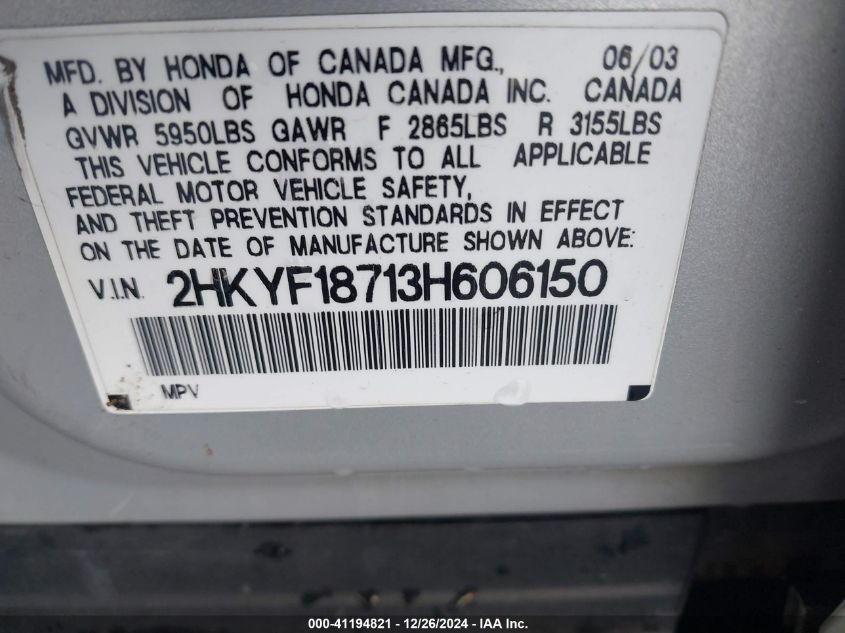 MFD. BY HONDA OF CANADA MFG., 06/03
A DIVISION OF HONDA CANADA INC. CANADA
GVWR 5950LBS GAWR F 2865LBS R 3155LBS
THIS VEHICLE CONFORMS TO ALL APPLICABLE
FEDERAL MOTOR VEHICLE SAFETY,
AND THEFT PREVENTION STANDARDS IN EFFECT
ON THE DATE OF MANUFACTURE SHOWN ABOVE:
V.I.N. 2HKYF18713H606150
MPV
000-41194821 - 12/26/2024 - IAA Inc.